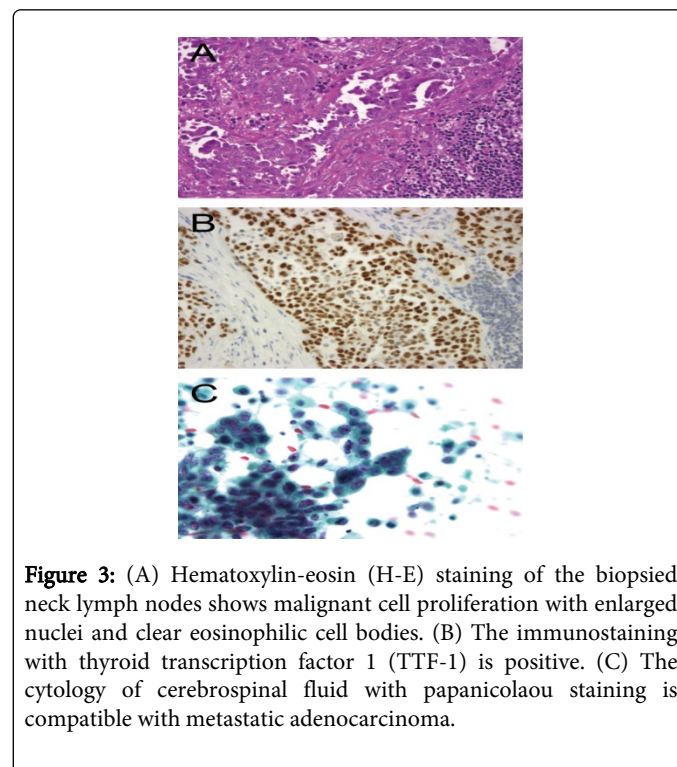 A
B
C
Figure 3: (A) Hematoxylin-eosin (H-E) staining of the biopsied
neck lymph nodes shows malignant cell proliferation with enlarged
nuclei and clear eosinophilic cell bodies. (B) The immunostaining
with thyroid transcription factor 1 (TTF-1) is positive. (C) The
cytology of cerebrospinal fluid with papanicolaou staining is
compatible with metastatic adenocarcinoma.